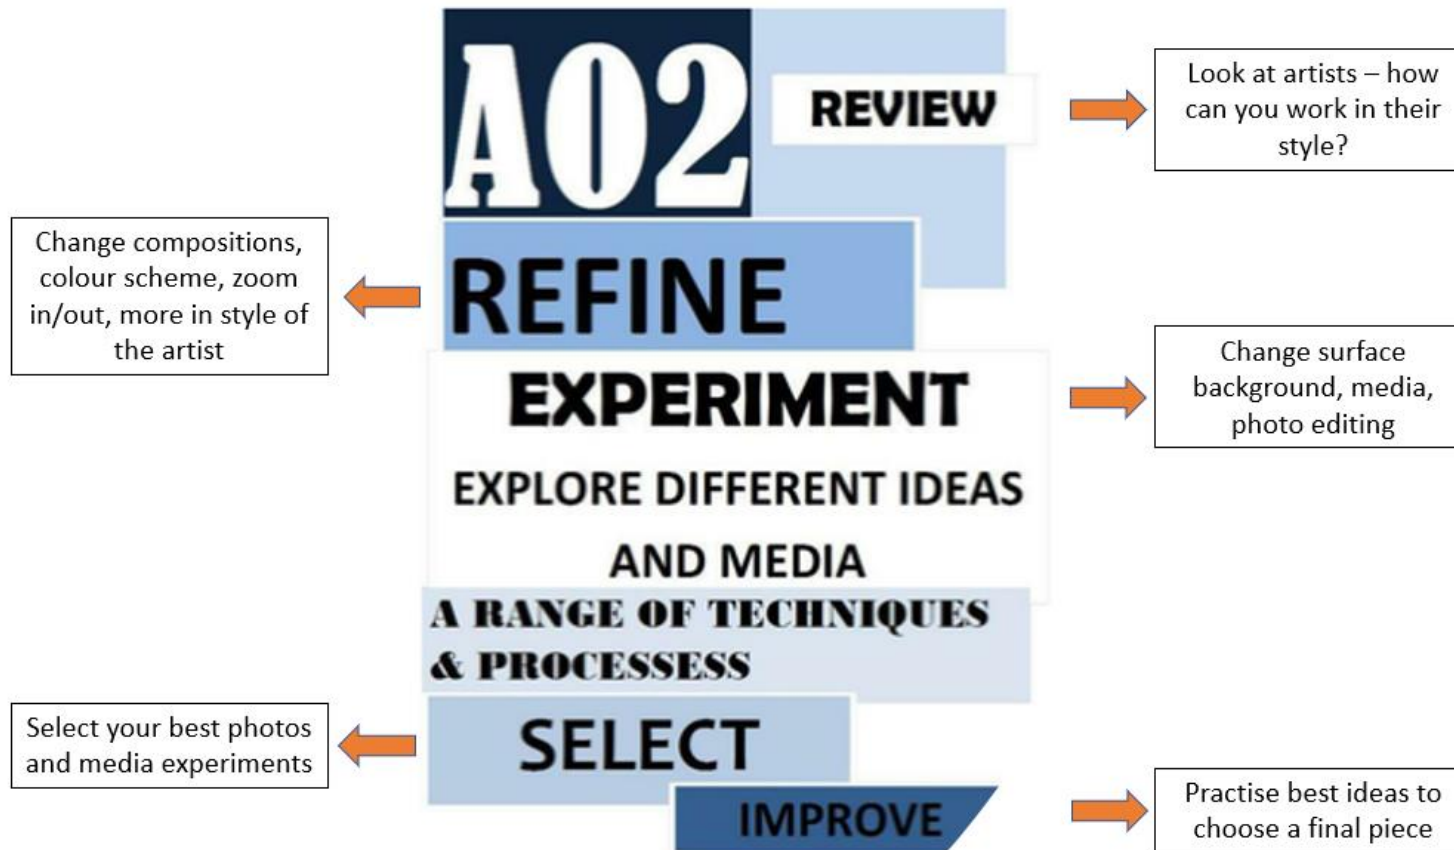 AO2
REVIEW
Look at artists – how
can you work in their
style?
Change compositions,
colour scheme, zoom
in/out, more in style of
the artist
REFINE
EXPERIMENT
Change surface
background, media,
photo editing
EXPLORE DIFFERENT IDEAS
AND MEDIA
A RANGE OF TECHNIQUES
& PROCESSESS
Select your best photos
and media experiments
SELECT
IMPROVE
Practise best ideas to
choose a final piece